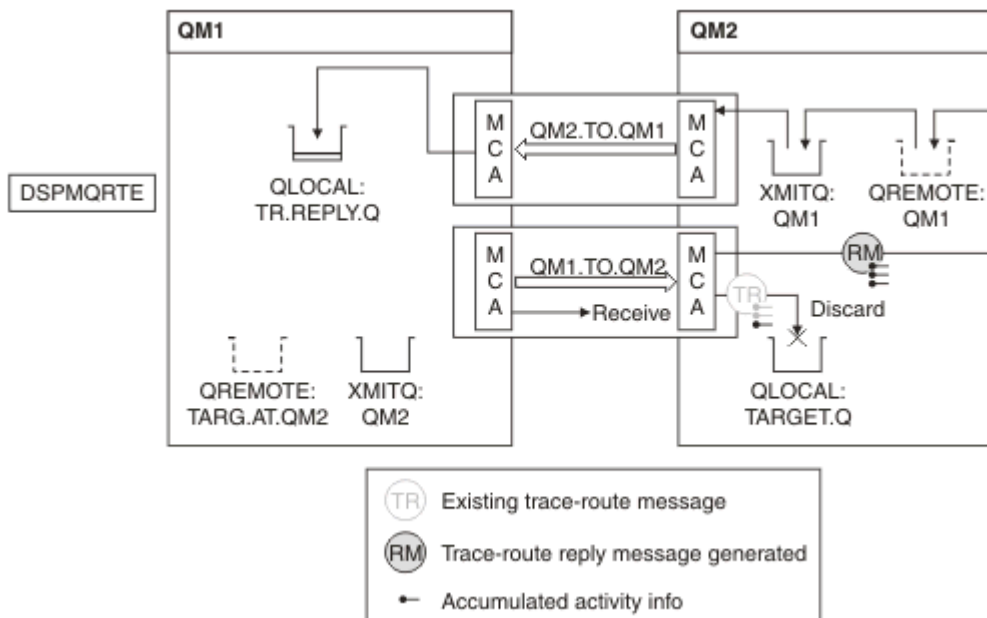 QM1
QM2
DSPMQRTE
QLOCAL:
TR.REPLY.Q
M
C
A
QM2.TO.QM1
M
C
A
XMITQ:
QM1
QREMOTE:
QM1
M
C
A
QM1.TO.QM2
Receive
M
C
A
RM
TR
Discard
QREMOTE:
TARG.AT.QM2
XMITQ:
QM2
QLOCAL:
TARGET.Q
TR Existing trace-route message
RM Trace-route reply message generated
Accumulated activity info